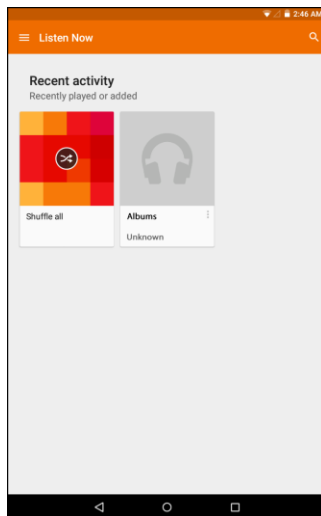 2:46 AM
Listen Now
Recent activity
Recently played or added
Shuffle all
Albums
Unknown